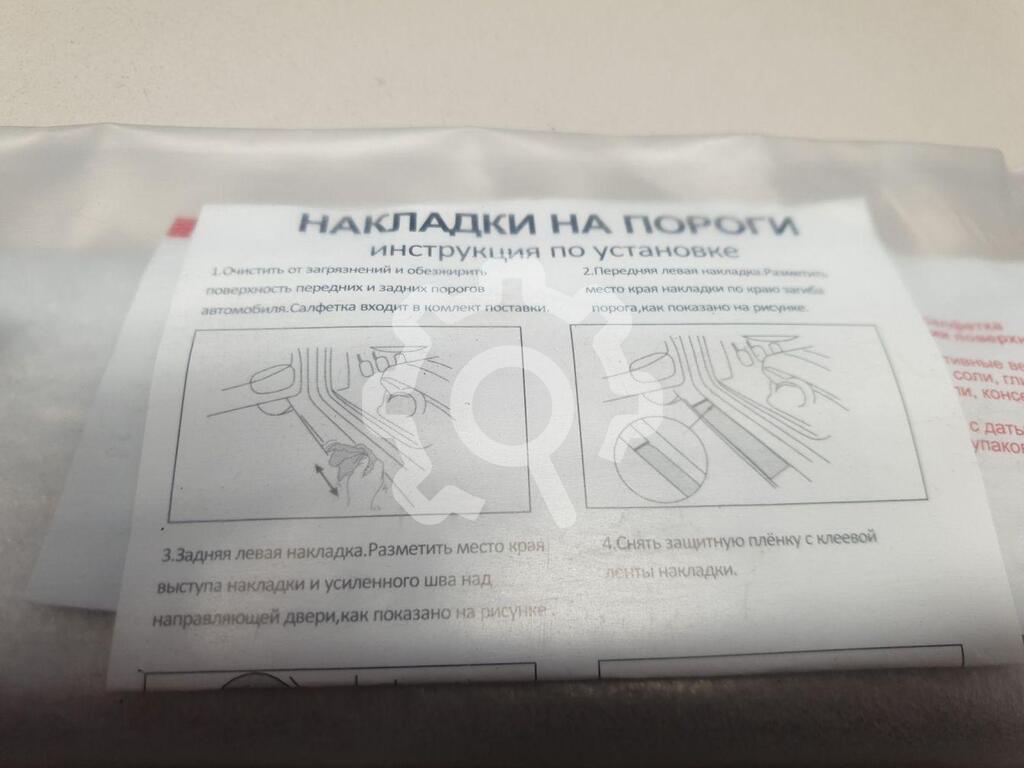 НАКЛАДКИ НА ПОРОГИ
инструкция по установке
1.Очистить от загрязнений и обезжирить
поверхность передних и задних порогов
автомобиля.Салфетка входит в комлект поставки.
2.Передняя левая накладка.Разметить
место края накладки по краю загиба
порога,как показано на рисунке.
3.Задняя левая накладка.Разметить место края
выступа накладки и усиленного шва над
направляющей двери,как показано на рисунке.
4.Снять защитную плёнку с клеевой
ленты накладки.
Салфетка
соли,
с даты